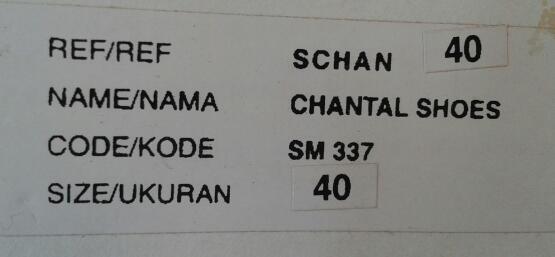 REF/REF SCHAN 40
NAME/NAMA CHANTAL SHOES
CODE/KODE SM 337
SIZE/UKURAN 40